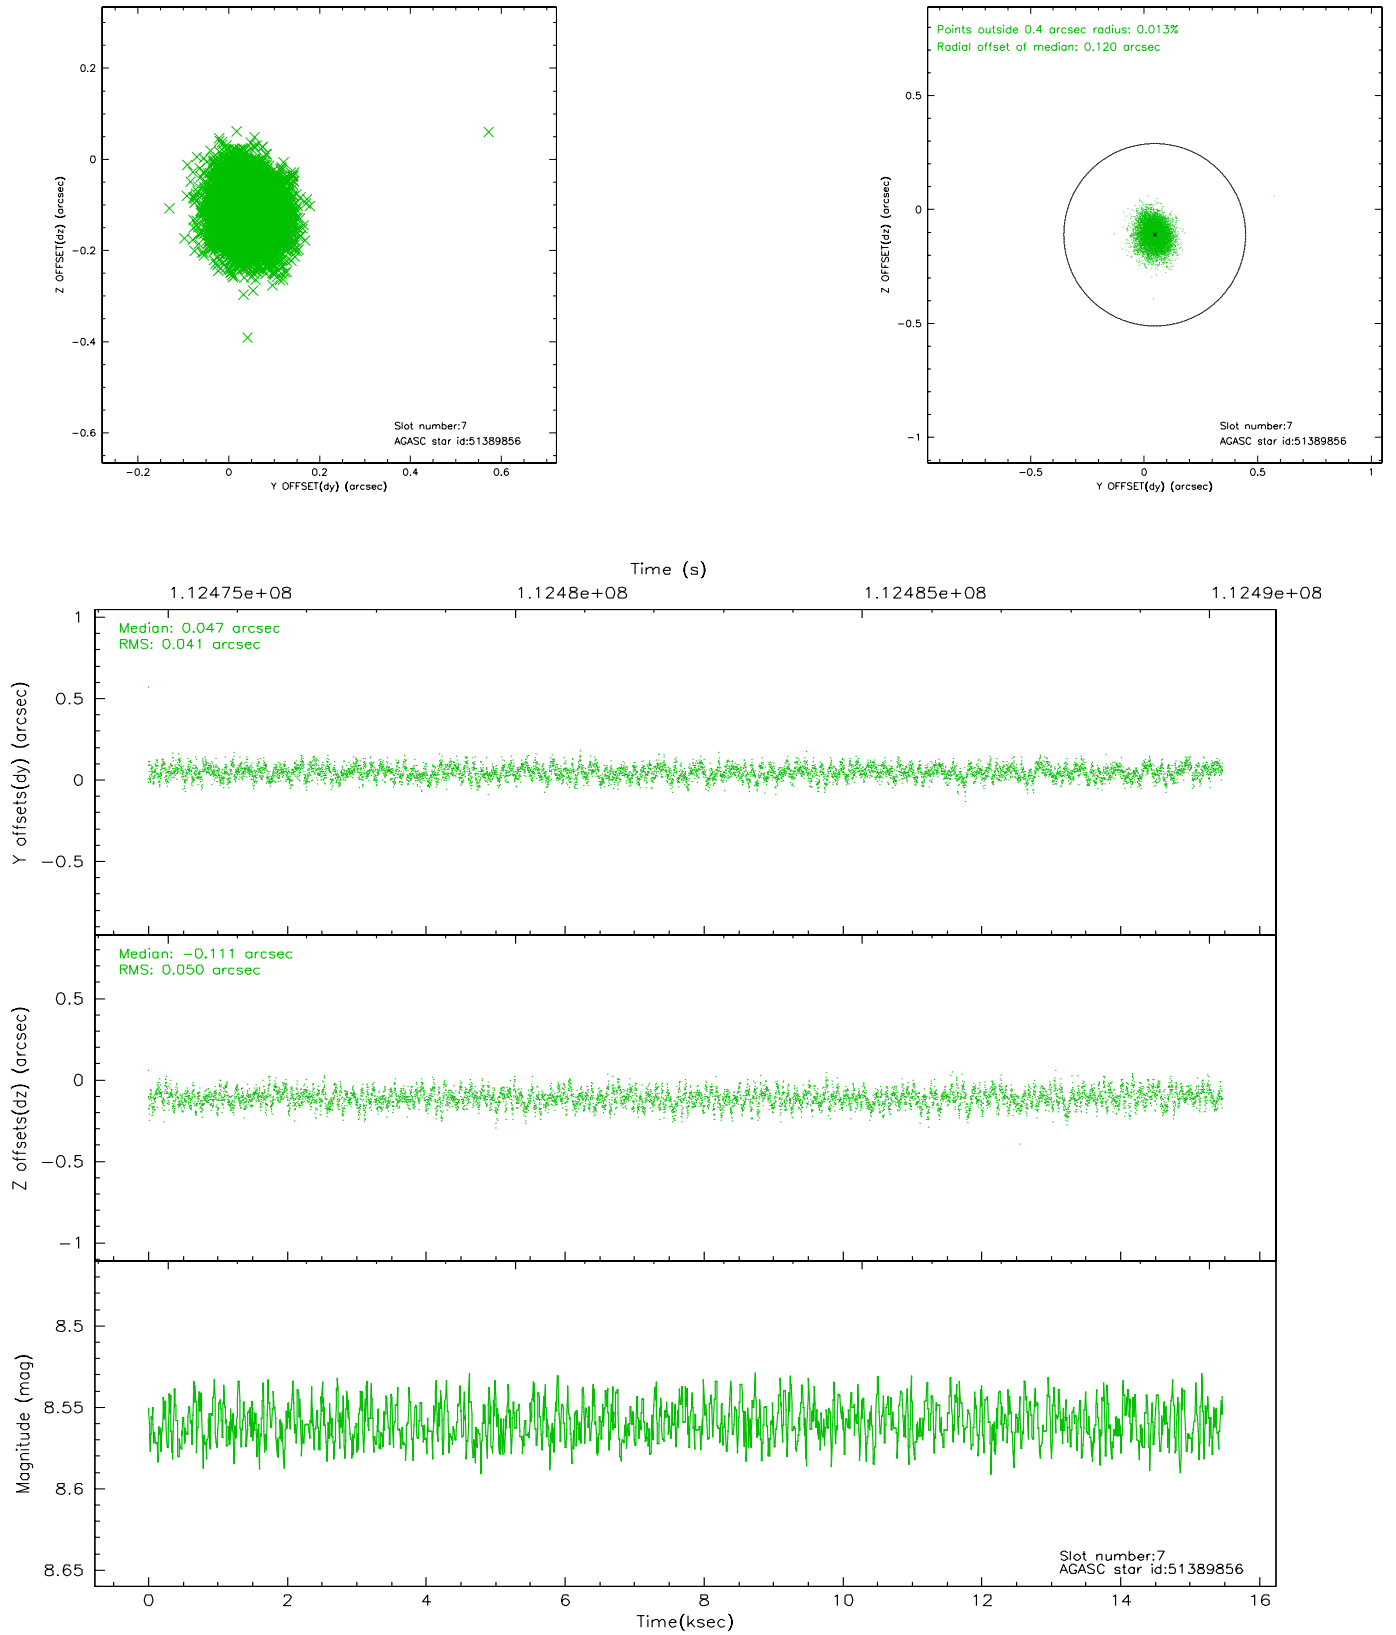 0.2
0
−0.2
−0.4
−0.6
Z OFFSET(dz) (arcsec)
Slot number:7
AGASC star id:51389856
−0.2 0 0.2 0.4 0.6
Y OFFSET(dy) (arcsec)
Points outside 0.4 arcsec radius: 0.013%
Radial offset of median: 0.120 arcsec
0.5
0
−0.5
−1
Z OFFSET(dz) (arcsec)
Slot number:7
AGASC star id:51389856
−0.5 0 0.5 1
Y OFFSET(dy) (arcsec)
Time (s)
1.12475e+08 1.1248e+08 1.12485e+08 1.1249e+08
Median: 0.047 arcsec
RMS: 0.041 arcsec
1
0.5
0
−0.5
Y offsets(dy) (arcsec)
Median: −0.111 arcsec
RMS: 0.050 arcsec
0.5
0
−0.5
−1
Z offsets(dz) (arcsec)
8.5
8.55
8.6
8.65
Magnitude (mag)
Slot number:7
AGASC star id:51389856
0 2 4 6 8 10 12 14 16
Time(ksec)